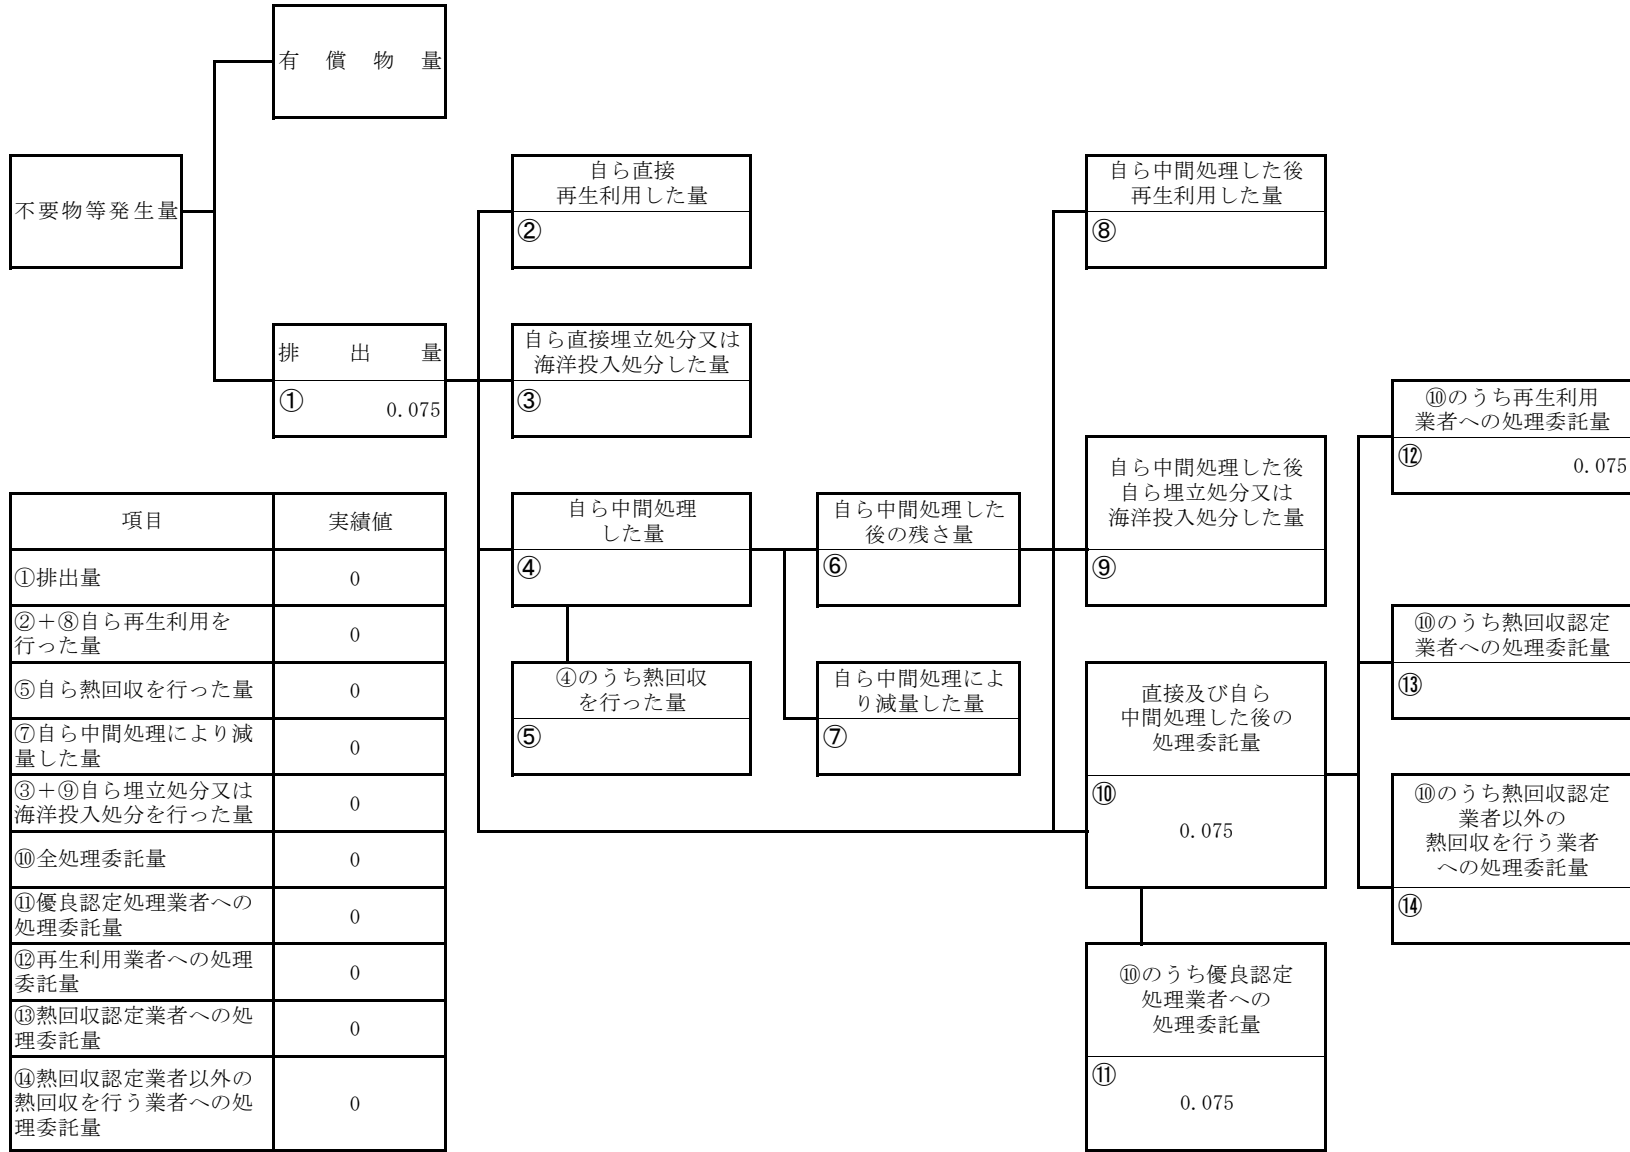 有償物量
不要物等発生量
自ら直接
再生利用した量
②
自ら中間処理した後
再生利用した量
⑧
排出量
① 0.075
自ら直接埋立処分又は
海洋投入処分した量
③
⑩のうち再生利用
業者への処理委託量
⑫ 0.075
自ら中間処理
した量
④
自ら中間処理した
後の残さ量
⑥
自ら中間処理した後
自ら埋立処分又は
海洋投入処分した量
⑨
⑩のうち熱回収認定
業者への処理委託量
⑬
④のうち熱回収
を行った量
⑤
自ら中間処理によ
り減量した量
⑦
直接及び自ら
中間処理した後の
処理委託量
⑩
0.075
⑩のうち熱回収認定
業者以外の
熱回収を行う業者
への処理委託量
⑭
⑩のうち優良認定
処理業者への
処理委託量
⑪
0.075
項目 実績値
①排出量 0
②+⑧自ら再生利用を
行った量 0
⑤自ら熱回収を行った量 0
⑦自ら中間処理により減
量した量 0
③+⑨自ら埋立処分又は
海洋投入処分を行った量 0
⑩全処理委託量 0
⑪優良認定処理業者への
処理委託量 0
⑫再生利用業者への処理
委託量 0
⑬熱回収認定業者への処
理委託量 0
⑭熱回収認定業者以外の
熱回収を行う業者への処
理委託量 0